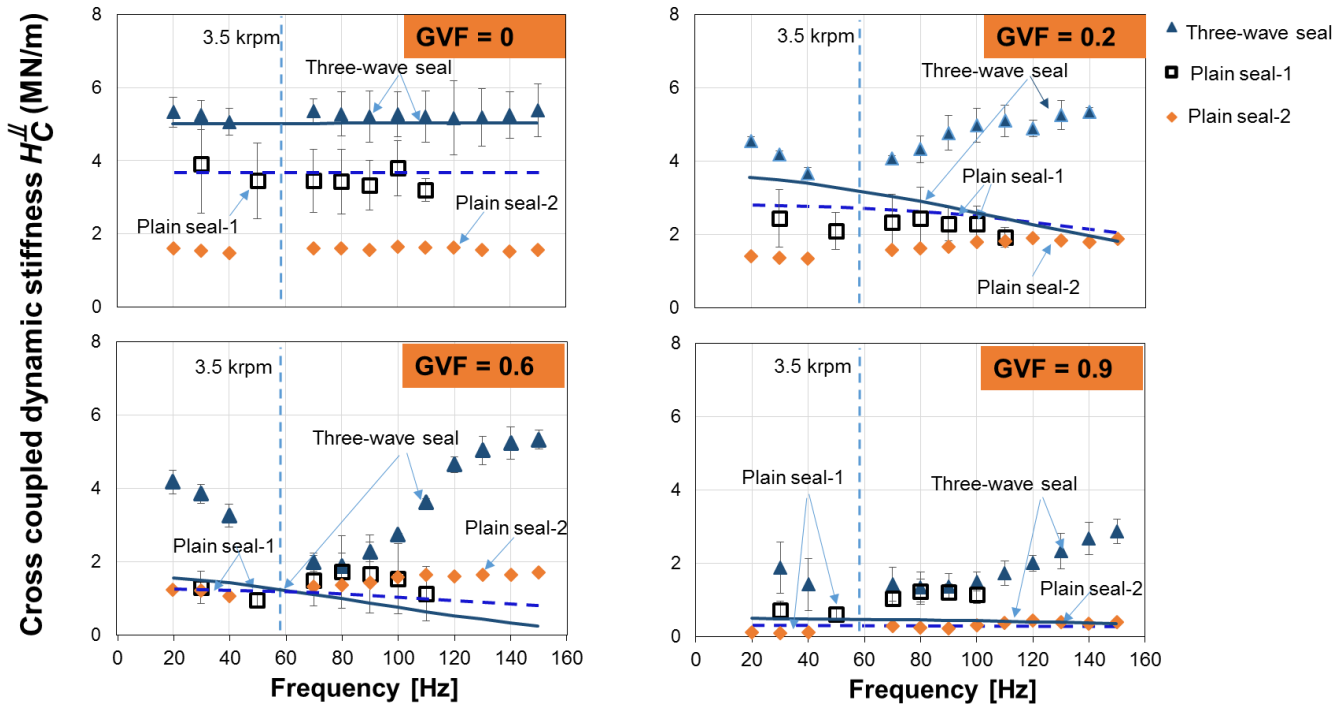 Cross coupled dynamic stiffness H_C^⫽ (MN/m)
8
6
4
2
0
3.5 krpm
GVF = 0
Three-wave seal
Plain seal-1
Plain seal-2
0 20 40 60 80 100 120 140 160
8
6
4
2
0
3.5 krpm
GVF = 0.2
Three-wave seal
Plain seal-1
Plain seal-2
0 20 40 60 80 100 120 140 160
Three-wave seal
Plain seal-1
Plain seal-2
8
6
4
2
0
3.5 krpm
GVF = 0.6
Three-wave seal
Plain seal-2
Plain seal-1
0 20 40 60 80 100 120 140 160
Frequency [Hz]
8
6
4
2
0
3.5 krpm
GVF = 0.9
Plain seal-1
Three-wave seal
Plain seal-2
0 20 40 60 80 100 120 140 160
Frequency [Hz]